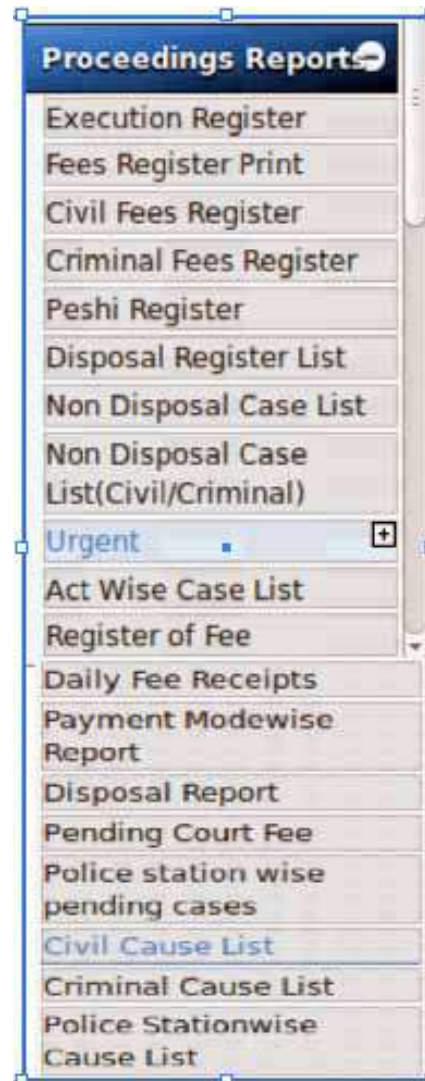 Proceedings Reports
Execution Register
Fees Register Print
Civil Fees Register
Criminal Fees Register
Peshi Register
Disposal Register List
Non Disposal Case List
Non Disposal Case
List(Civil/Criminal)
Urgent
Act Wise Case List
Register of Fee
Daily Fee Receipts
Payment Modewise
Report
Disposal Report
Pending Court Fee
Police station wise
pending cases
Civil Cause List
Criminal Cause List
Police Stationwise
Cause List